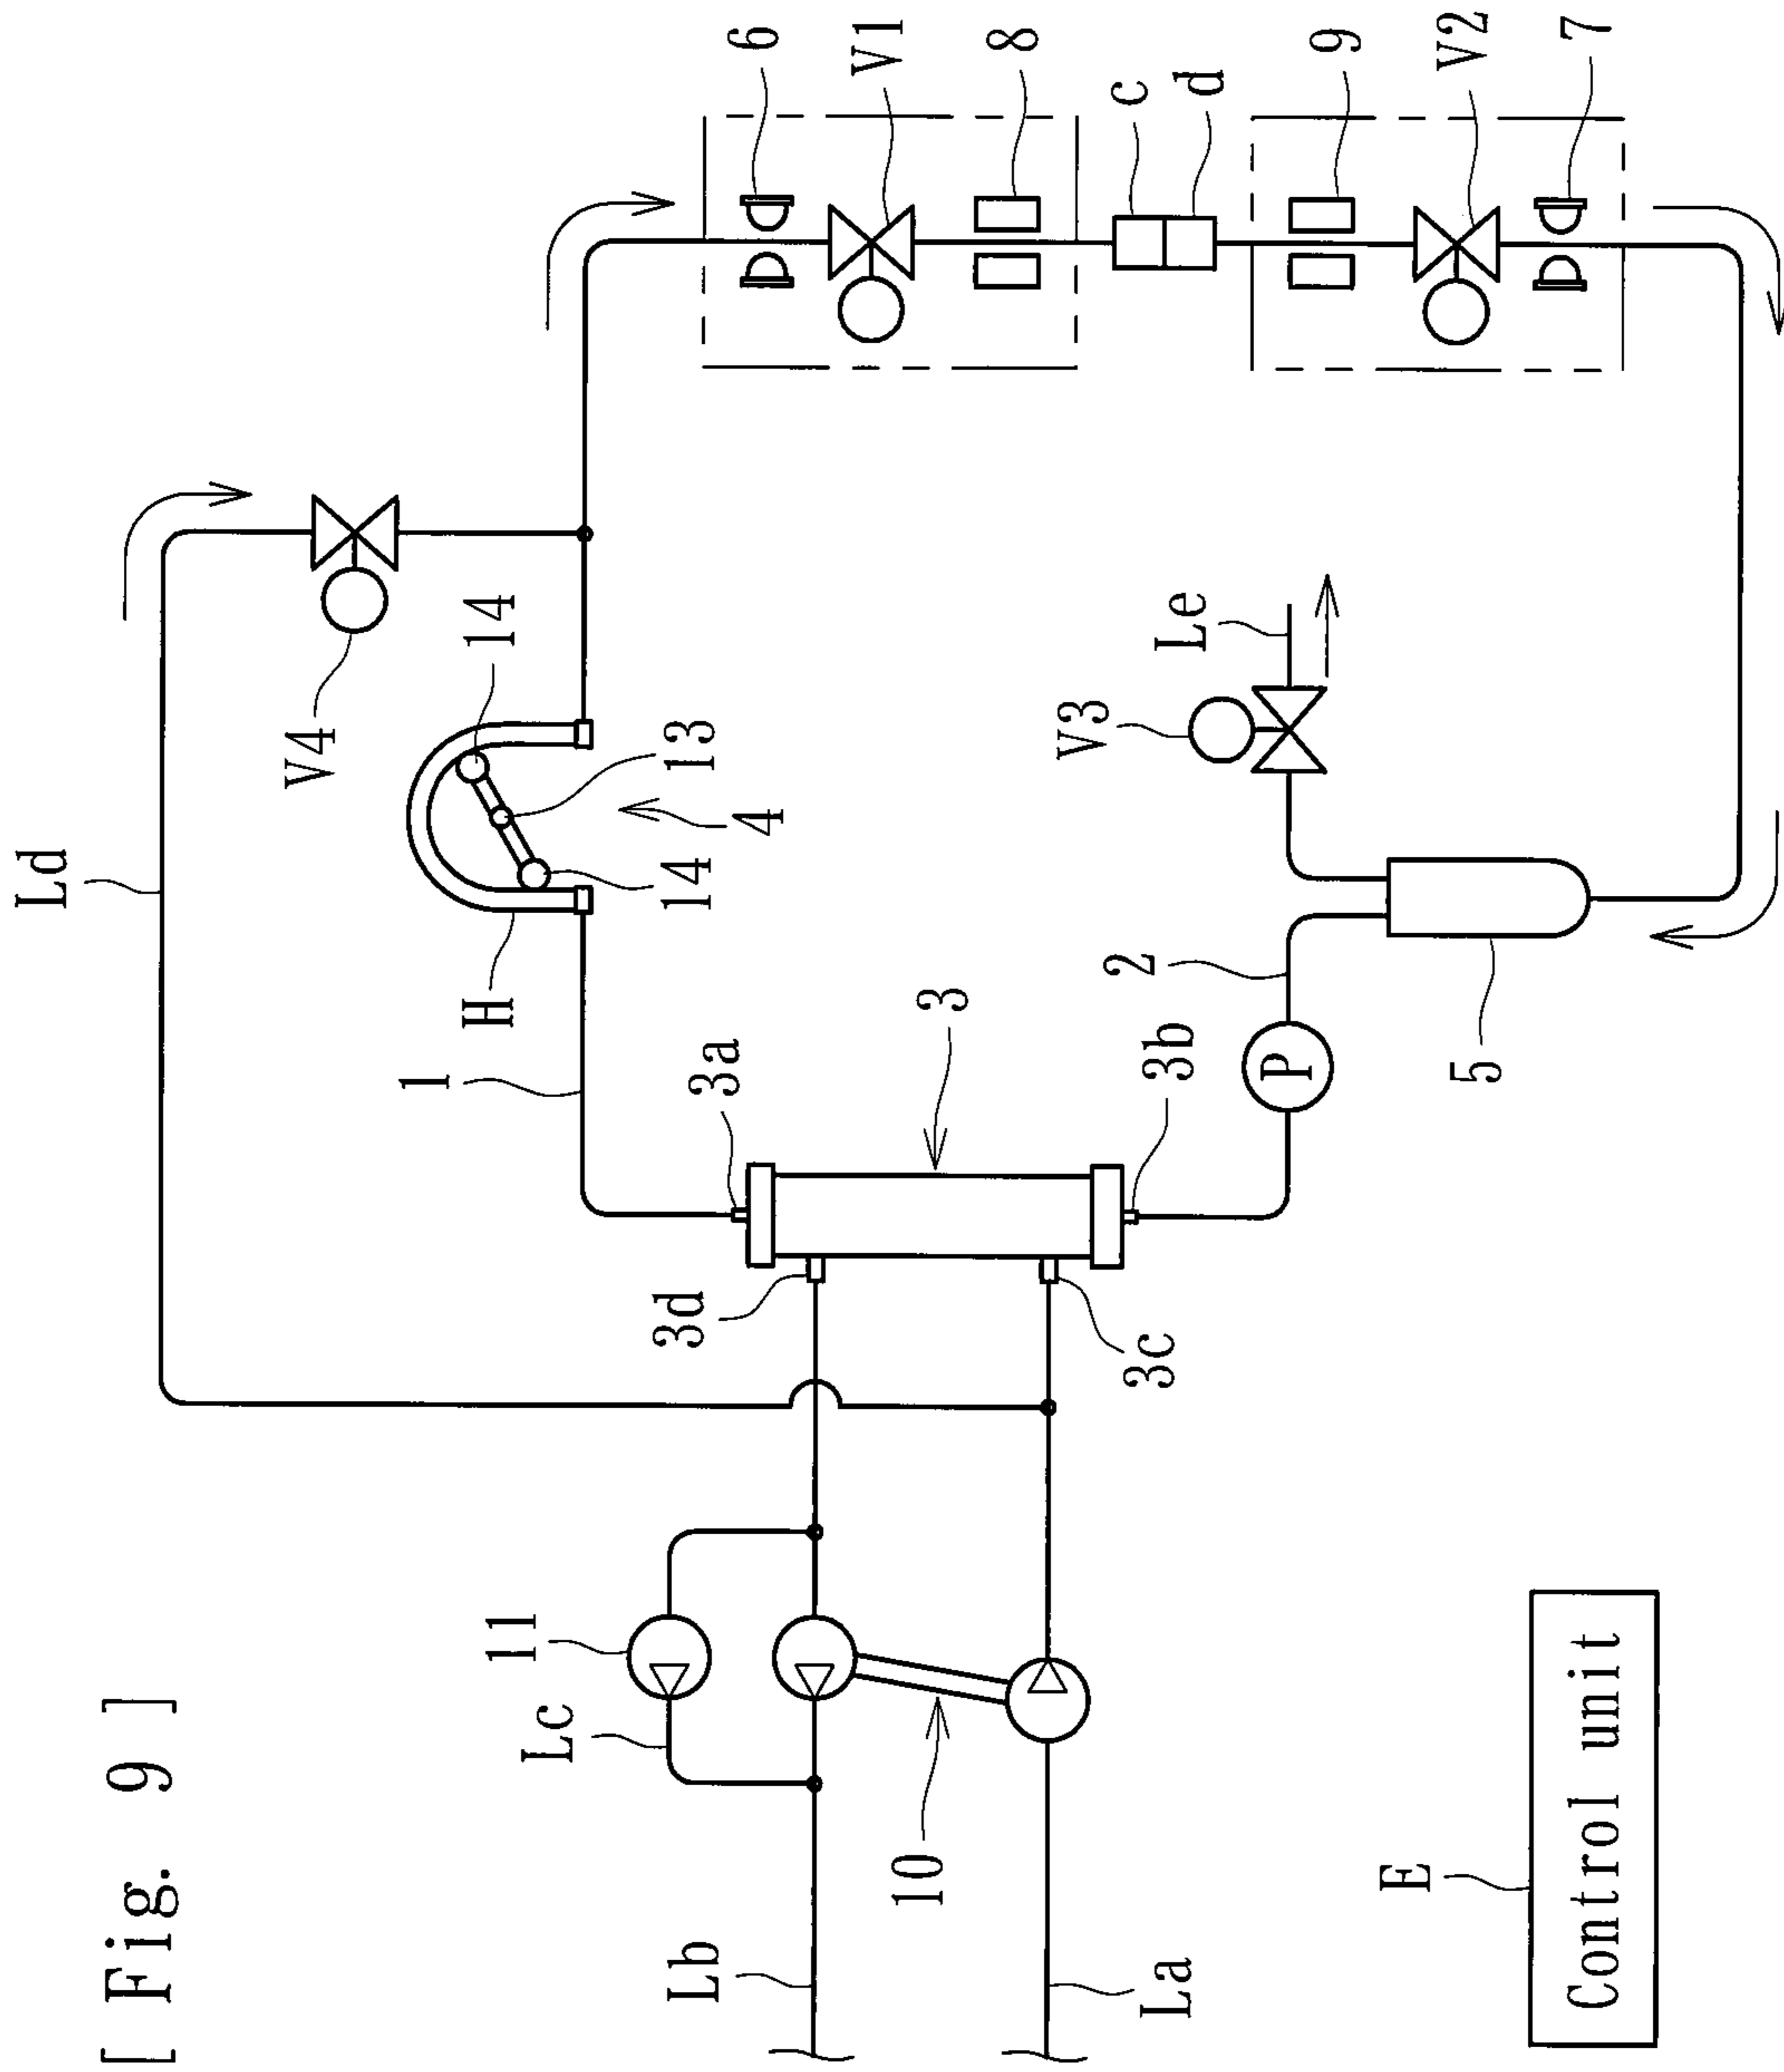 [ Fig. 9 ]
Ld
V4
14
13
4
14
H
1
6
V1
8
c
d
9
V2
7
Le
V3
2
P
5
3
3a
3b
3d
3c
11
Lc
10
Lb
La
E
Control unit